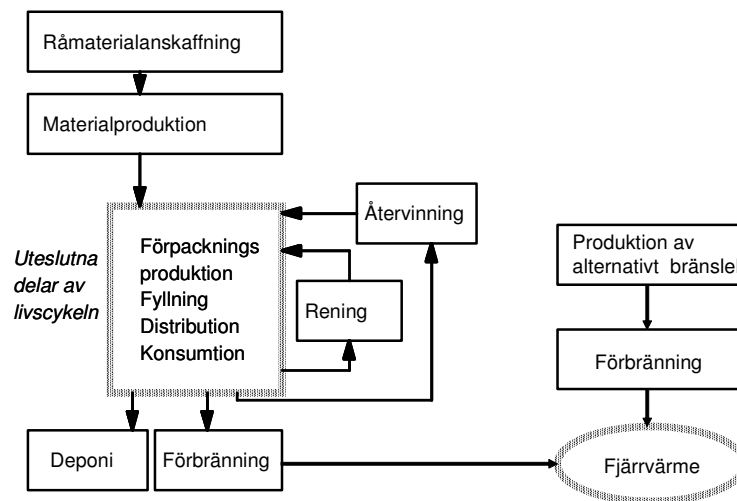 Råmaterialanskaffning
Materialproduktion
Återvinning
Uteslutna
delar av
livscykeln
Förpacknings
produktion
Fyllning
Distribution
Konsumtion
Rening
Produktion av
alternativt bränsle
Förbränning
Deponi
Förbränning
Fjärrvärme